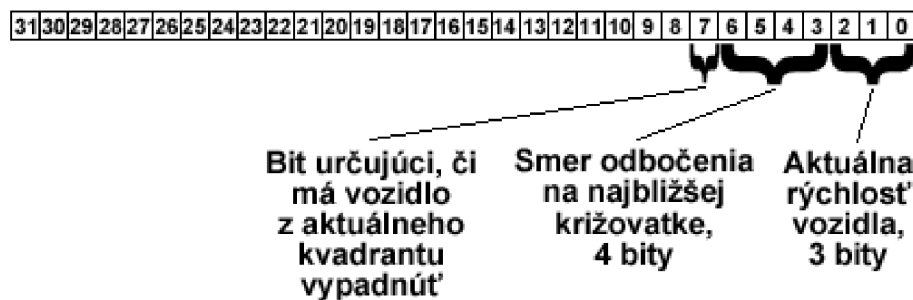 31 30 29 28 27 26 25 24 23 22 21 20 19 18 17 16 15 14 13 12 11 10 9 8 7 6 5 4 3 2 1 0
Bit určujúci, či
má vozidlo
z aktuálneho
kvadrantu
vypadnúť
Smer odbočenia
na najbližšej
križovatke,
4 bity
Aktuálna
rýchlosť
vozidla,
3 bity